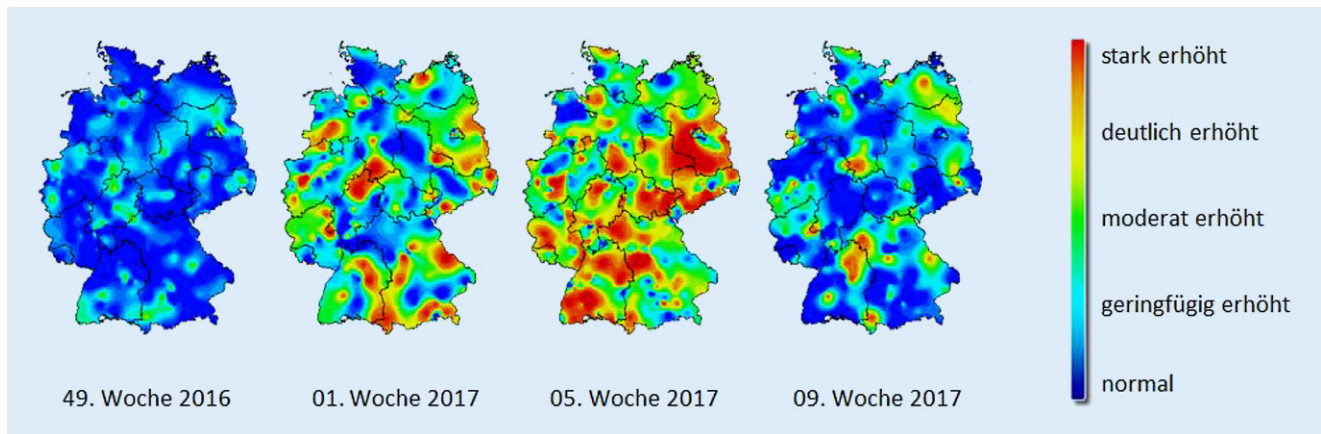 stark erhöht
deutlich erhöht
moderat erhöht
geringfügig erhöht
normal
49. Woche 2016
01. Woche 2017
05. Woche 2017
09. Woche 2017